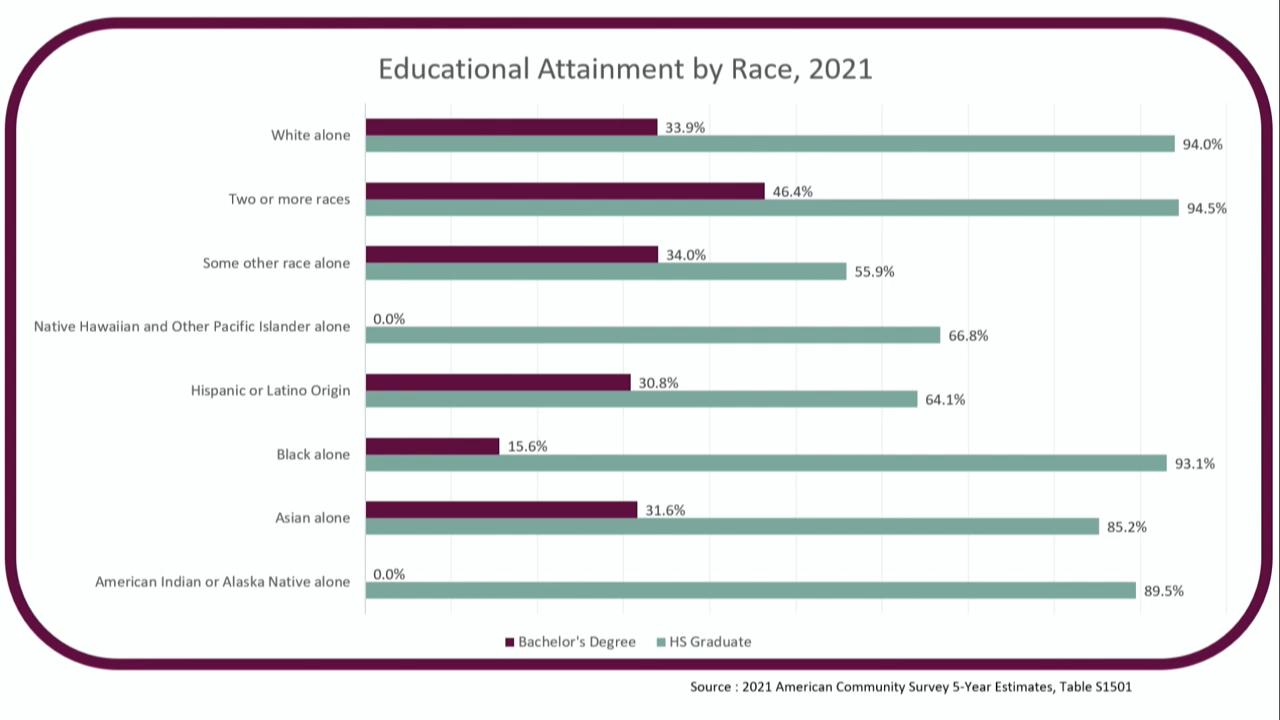 Educational Attainment by Race, 2021
White alone
33.9%
94.0%
Two or more races
46.4%
94.5%
Some other race alone
34.0%
55.9%
Native Hawaiian and Other Pacific Islander alone
0.0%
66.8%
Hispanic or Latino Origin
30.8%
64.1%
Black alone
15.6%
93.1%
Asian alone
31.6%
85.2%
American Indian or Alaska Native alone
0.0%
89.5%
Bachelor's Degree HS Graduate
Source : 2021 American Community Survey 5-Year Estimates, Table S1501